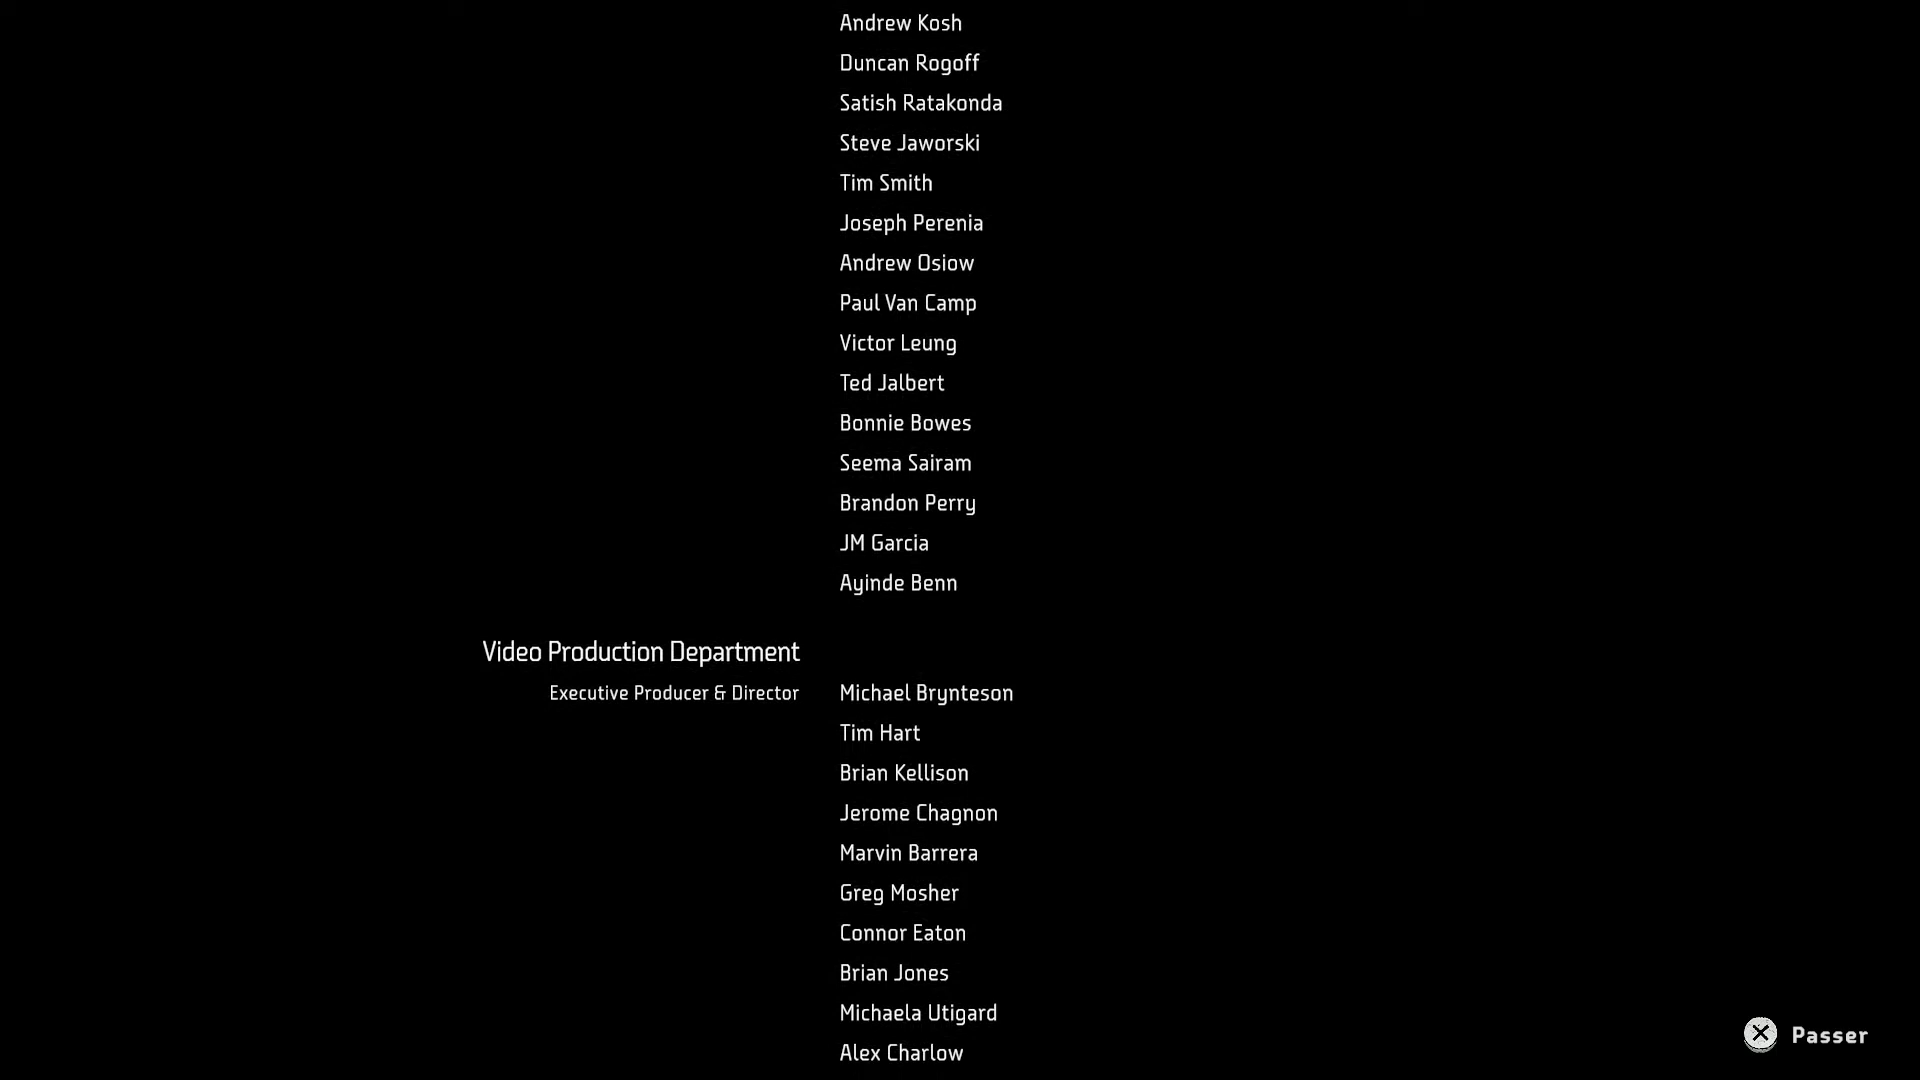 Andrew Kosh
Duncan Rogoff
Satish Ratakonda
Steve Jaworski
Tim Smith
Joseph Perenia
Andrew Osiow
Paul Van Camp
Victor Leung
Ted Jalbert
Bonnie Bowes
Seema Sairam
Brandon Perry
JM Garcia
Ayinde Benn
Video Production Department
Executive Producer & Director Michael Brynteson
Tim Hart
Brian Kellison
Jerome Chagnon
Marvin Barrera
Greg Mosher
Connor Eaton
Brian Jones
Michaela Utigard
Alex Charlow
Passer